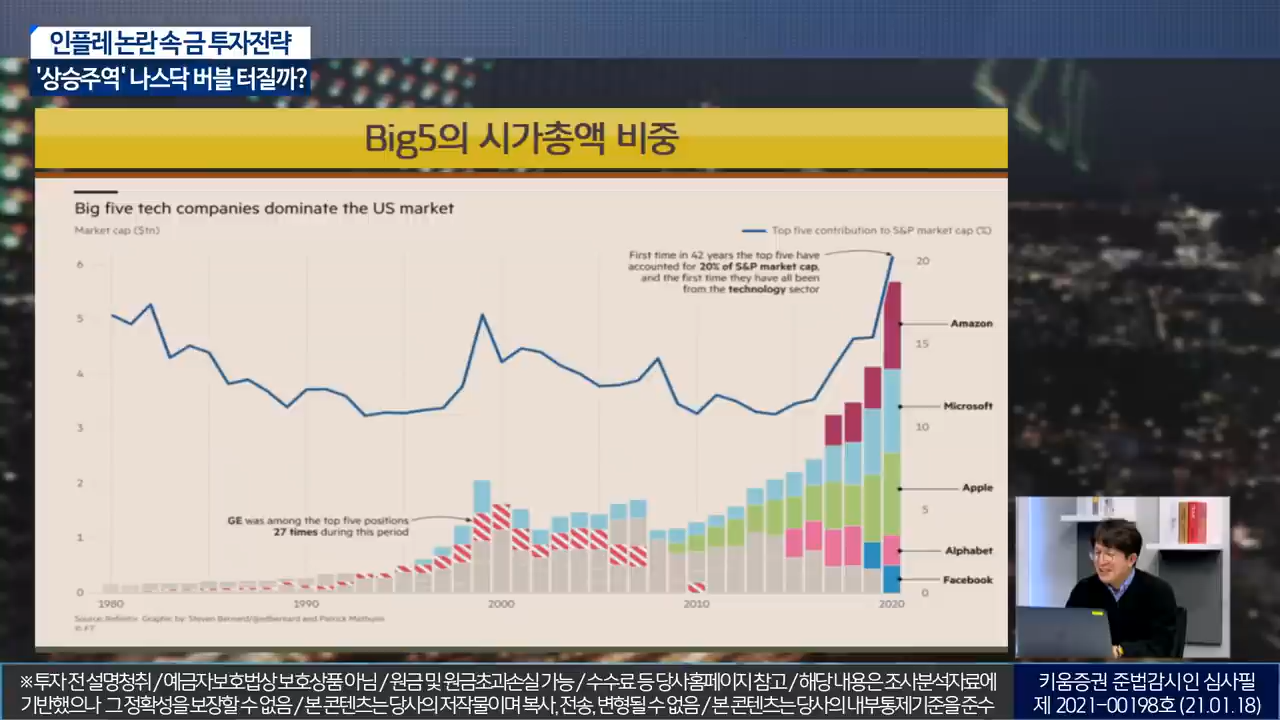 인플레 논란 속 금 투자전략
'상승주역' 나스닥 버블 터질까?
Big5의 시가총액 비중
Big five tech companies dominate the US market
Market cap ($tn)
Top five contribution to S&P market cap (%)
First time in 42 years the top five have
accounted for 20% of S&P market cap,
and the first time they have all been
from the technology sector
6
5
4
3
2
1
0
20
15
10
5
0
Amazon
Microsoft
Apple
Alphabet
Facebook
GE was among the top five positions
27 times during this period
1980
1990
2000
2010
2020
Source: Refinitiv Graphic by: Steven Bernard/@sdbernard and Patrick Mathurin
© FT
※ 투자 전 설명청취 / 예금자보호법상 보호상품 아님 / 원금 및 원금초과손실 가능 / 수수료 등 당사홈페이지 참고 / 해당 내용은 조사분석자료에
기반했으나 그 정확성을 보장할 수 없음 / 본 콘텐츠는 당사의 저작물이며 복사, 전송, 변형될 수 없음 / 본 콘텐츠는 당사의 내부통제기준을 준수
키움증권 준법감시인 심사필
제 2021-00198호 (21.01.18)